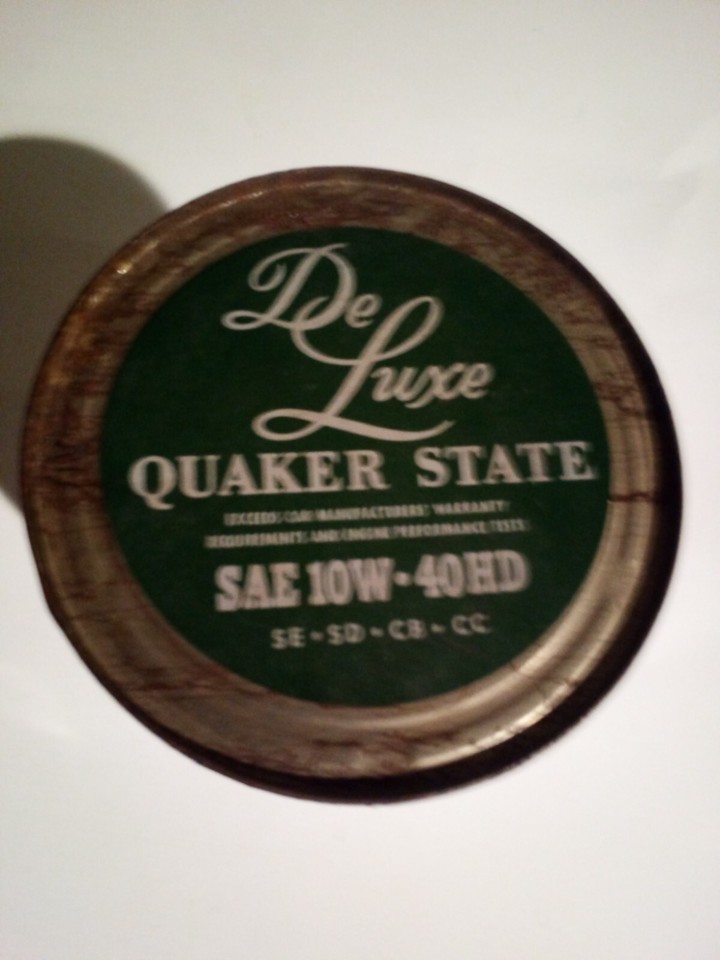 De
Luxe
QUAKER STATE
EXCEEDS CAR MANUFACTURERS' WARRANTY
REQUIREMENTS AND ENGINE PERFORMANCE TESTS
SAE 10W-40HD
SE - SD - CB - CC